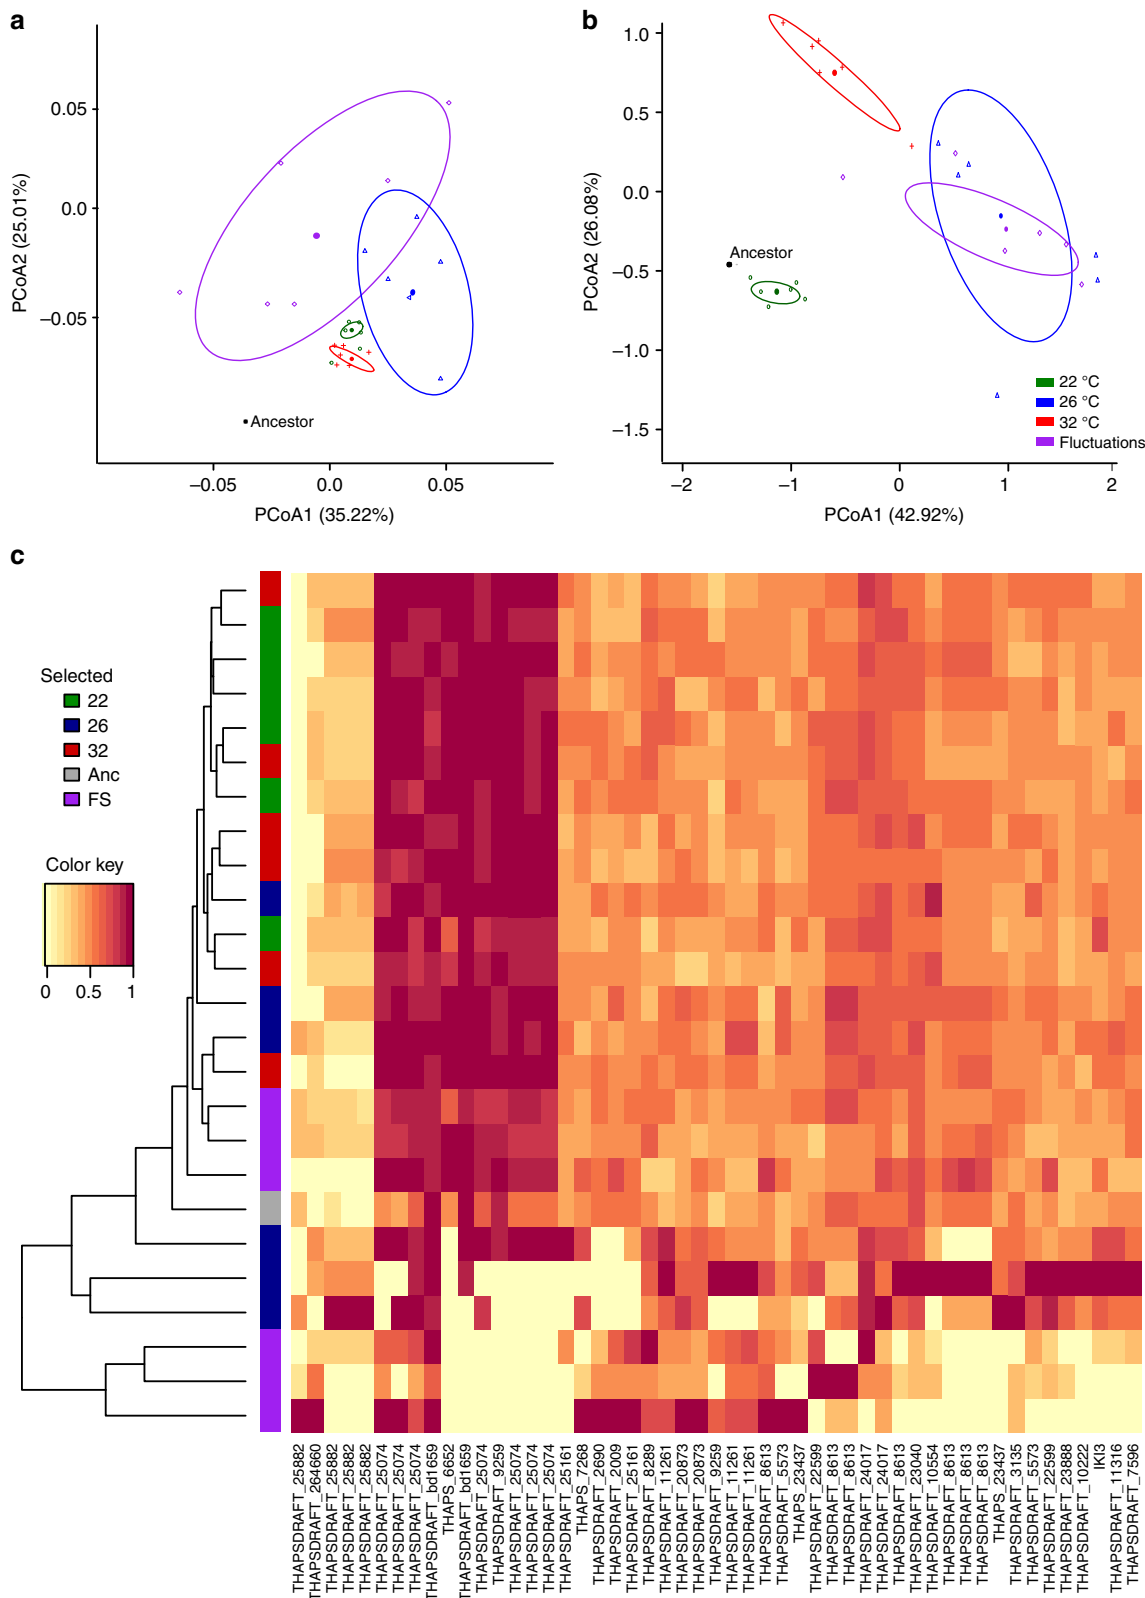 a
0.05
0.0
−0.05
PCoA2 (25.01%)
Ancestor
−0.05
0.0
0.05
PCoA1 (35.22%)
b
1.0
0.5
0.0
−0.5
−1.0
−1.5
PCoA2 (26.08%)
Ancestor
22 °C
26 °C
32 °C
Fluctuations
−2
−1
0
1
2
PCoA1 (42.92%)
c
Selected
22
26
32
Anc
FS
Color key
0
0.5
1
THAPSDRAFT_25882
THAPSDRAFT_264660
THAPSDRAFT_25882
THAPSDRAFT_25882
THAPSDRAFT_25882
THAPSDRAFT_25074
THAPSDRAFT_25074
THAPSDRAFT_25074
THAPSDRAFT_bd1659
THAPS_6652
THAPSDRAFT_bd1659
THAPSDRAFT_25074
THAPSDRAFT_9259
THAPSDRAFT_25074
THAPSDRAFT_25074
THAPSDRAFT_25074
THAPSDRAFT_25161
THAPS_7268
THAPSDRAFT_2690
THAPSDRAFT_2009
THAPSDRAFT_25161
THAPSDRAFT_8289
THAPSDRAFT_11261
THAPSDRAFT_20873
THAPSDRAFT_20873
THAPSDRAFT_9259
THAPSDRAFT_11261
THAPSDRAFT_11261
THAPSDRAFT_8613
THAPSDRAFT_5573
THAPS_23437
THAPSDRAFT_22599
THAPSDRAFT_8613
THAPSDRAFT_8613
THAPSDRAFT_24017
THAPSDRAFT_24017
THAPSDRAFT_8613
THAPSDRAFT_23040
THAPSDRAFT_10554
THAPSDRAFT_8613
THAPSDRAFT_8613
THAPSDRAFT_8613
THAPS_23437
THAPSDRAFT_3135
THAPSDRAFT_5573
THAPSDRAFT_22599
THAPSDRAFT_23888
THAPSDRAFT_10222
IKI3
THAPSDRAFT_11316
THAPSDRAFT_7596